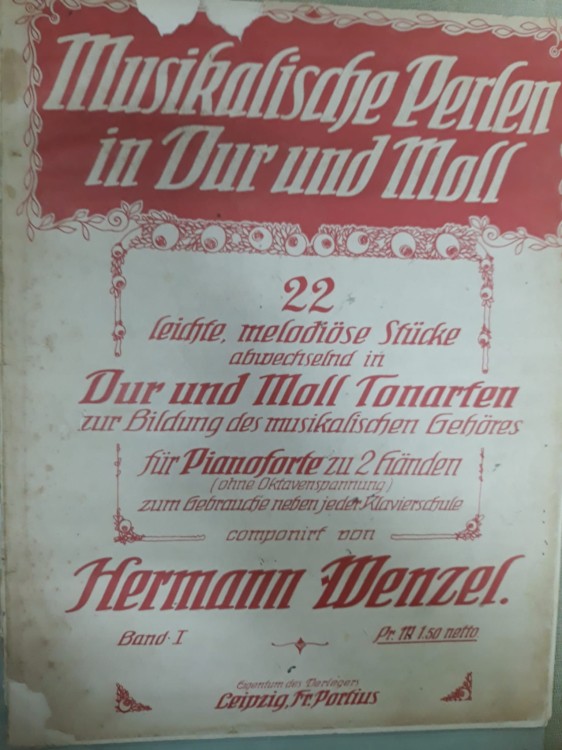 Musikalische Perlen
in Dur und Moll
22
leichte, melodiöse Stücke
abwechselnd in
Dur und Moll Tonarten
zur Bildung des musikalischen Gehöres
für Pianoforte zu 2 Händen
(ohne Oktavenspannung)
zum Gebrauche neben jeder Klavierschule
componirt von
Hermann Wenzel.
Band I
Pr. M 1.50 netto
Eigentum des Verlegers
Leipzig, Fr. Portius